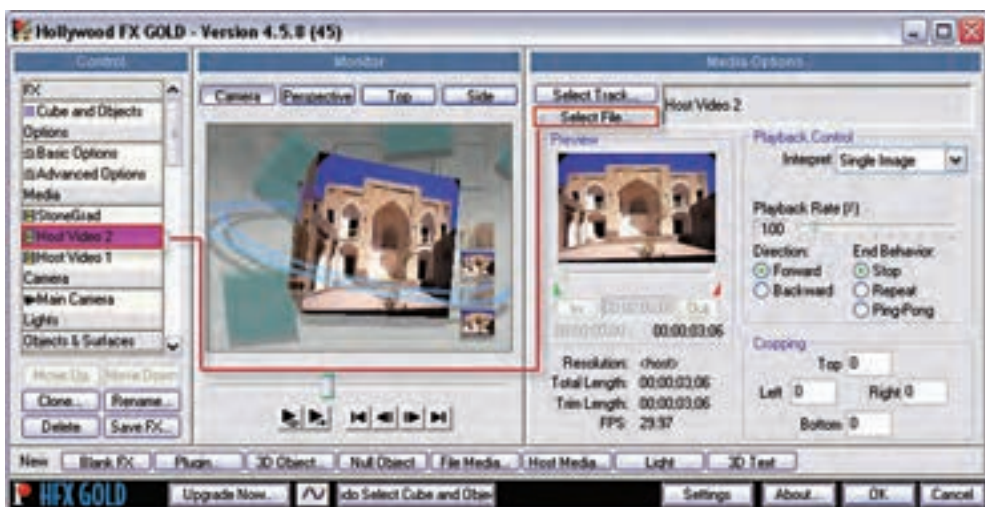 Hollywood FX GOLD - Version 4.5.8 (45)
Control
Monitor
Media Options
FX
Cube and Objects
Options
Basic Options
Advanced Options
Media
StoneGrad
Host Video 2
Host Video 1
Camera
Main Camera
Lights
Objects & Surfaces
Move Up Move Down
Clone... Rename...
Delete Save FX...
Camera Perspective Top Side
Select Track...
Select File...
Host Video 2
Preview
In
Out
00:00:03;06
Resolution: <host>
Total Length: 00:00:03;06
Trim Length: 00:00:03;06
FPS: 29.97
Playback Control
Interpret: Single Image
Playback Rate (%)
100
Direction: End Behavior:
Forward Stop
Backward Repeat
Ping-Pong
Cropping
Top 0
Left 0 Right 0
Bottom 0
New Blank FX Plugin... 3D Object... Null Object File Media... Host Media... Light 3D Text
HFX GOLD Upgrade Now... do Select Cube and Obje Settings About... OK Cancel